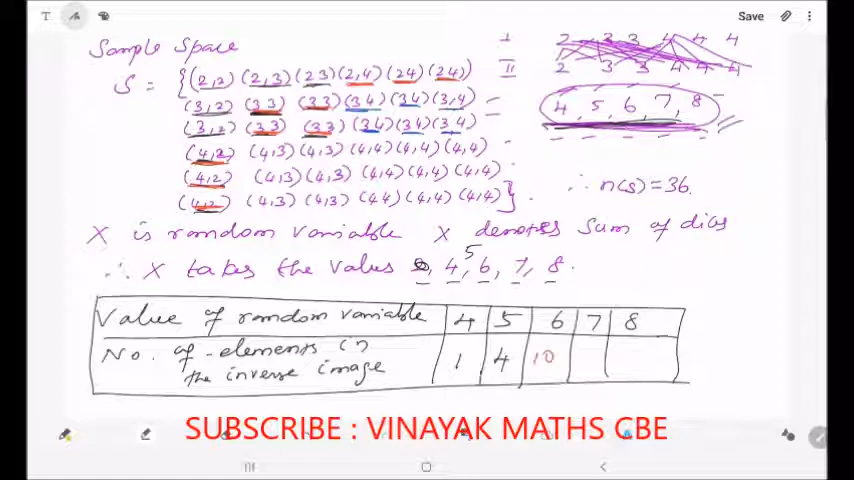 T Save
Sample Space I 2 3 3 4 4 4
II 2 3 3 4 4 4
S = {(2,2) (2,3) (2 3) (2,4) (2 4) (2 4)
(3,2) (3 3) (3 3) (3 4) (3 4) (3,4) 4, 5, 6, 7, 8
(3,2) (3 3) (3 3) (3 4) (3 4) (3 4)
(4,2) (4,3) (4,3) (4,4) (4,4) (4,4)
(4,2) (4,3) (4,3) (4,4) (4,4) (4,4) ∴ n(s) = 36.
(4,2) (4,3) (4,3) (4 4) (4,4) (4,4)}.
X is random variable X denotes Sum of dias
∴ X takes the value 4, 5, 6, 7, 8.
Value of random variable 4 5 6 7 8
No. of elements in 1 4 10
the inverse image
SUBSCRIBE : VINAYAK MATHS CBE